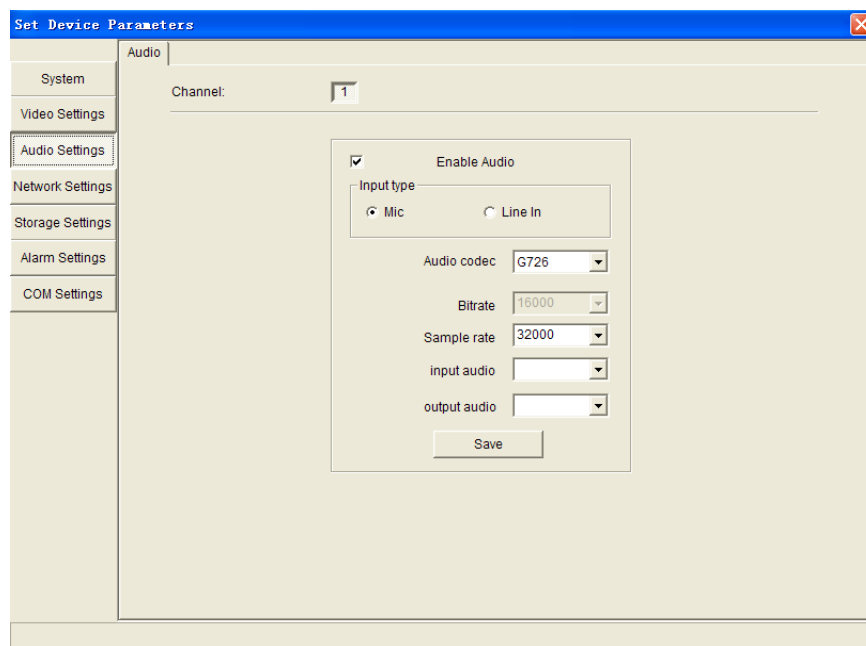 Set Device Parameters
Audio
System
Video Settings
Audio Settings
Network Settings
Storage Settings
Alarm Settings
COM Settings
Channel: 1
Enable Audio
Input type
Mic Line In
Audio codec G726
Bitrate 16000
Sample rate 32000
input audio
output audio
Save